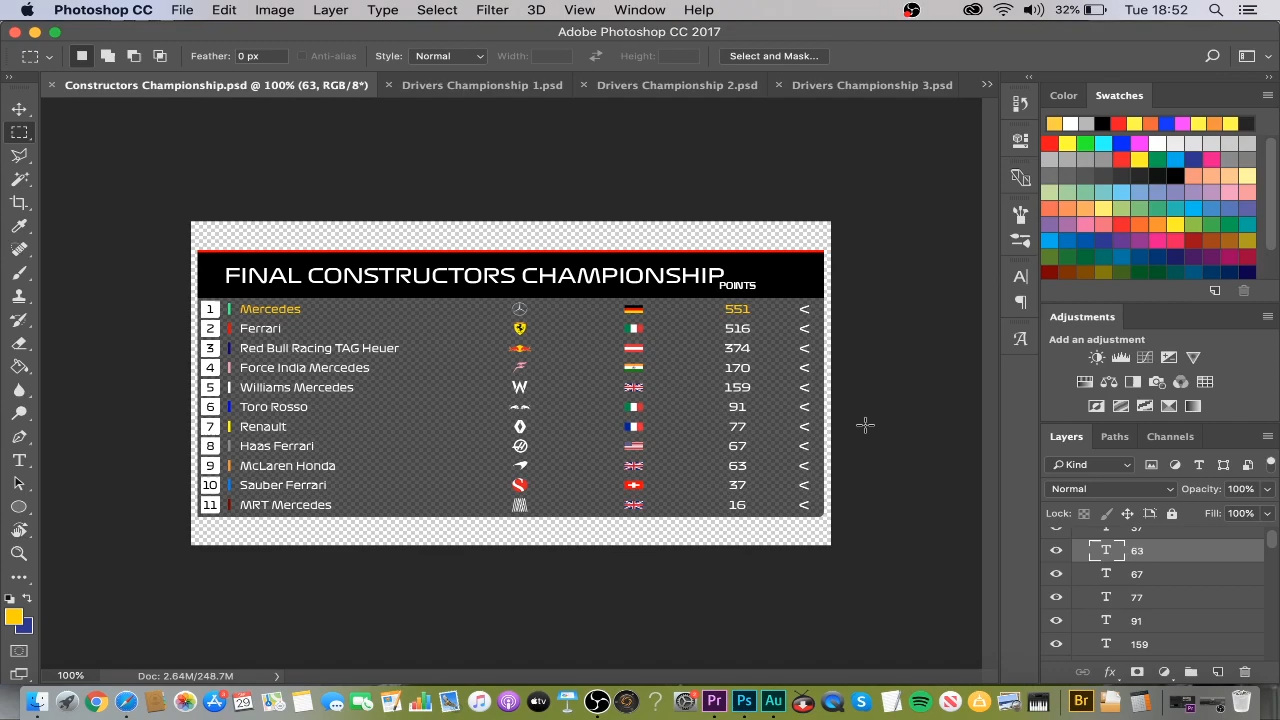 Photoshop CC File Edit Image Layer Type Select Filter 3D View Window Help 32% Tue 18:52
Adobe Photoshop CC 2017
Feather: 0 px Anti-alias Style: Normal Width: Height: Select and Mask...
Constructors Championship.psd @ 100% (63, RGB/8*) Drivers Championship 1.psd Drivers Championship 2.psd Drivers Championship 3.psd
Color Swatches
FINAL CONSTRUCTORS CHAMPIONSHIP
POINTS
1 Mercedes 551 <
2 Ferrari 516 <
3 Red Bull Racing TAG Heuer 374 <
4 Force India Mercedes 170 <
5 Williams Mercedes 159 <
6 Toro Rosso 91 <
7 Renault 77 <
8 Haas Ferrari 67 <
9 McLaren Honda 63 <
10 Sauber Ferrari 37 <
11 MRT Mercedes 16 <
Adjustments
Add an adjustment
Layers Paths Channels
Kind
Normal Opacity: 100%
Lock: Fill: 100%
37
63
67
77
91
159
100% Doc: 2.64M/248.7M
Pr Ps Au Br